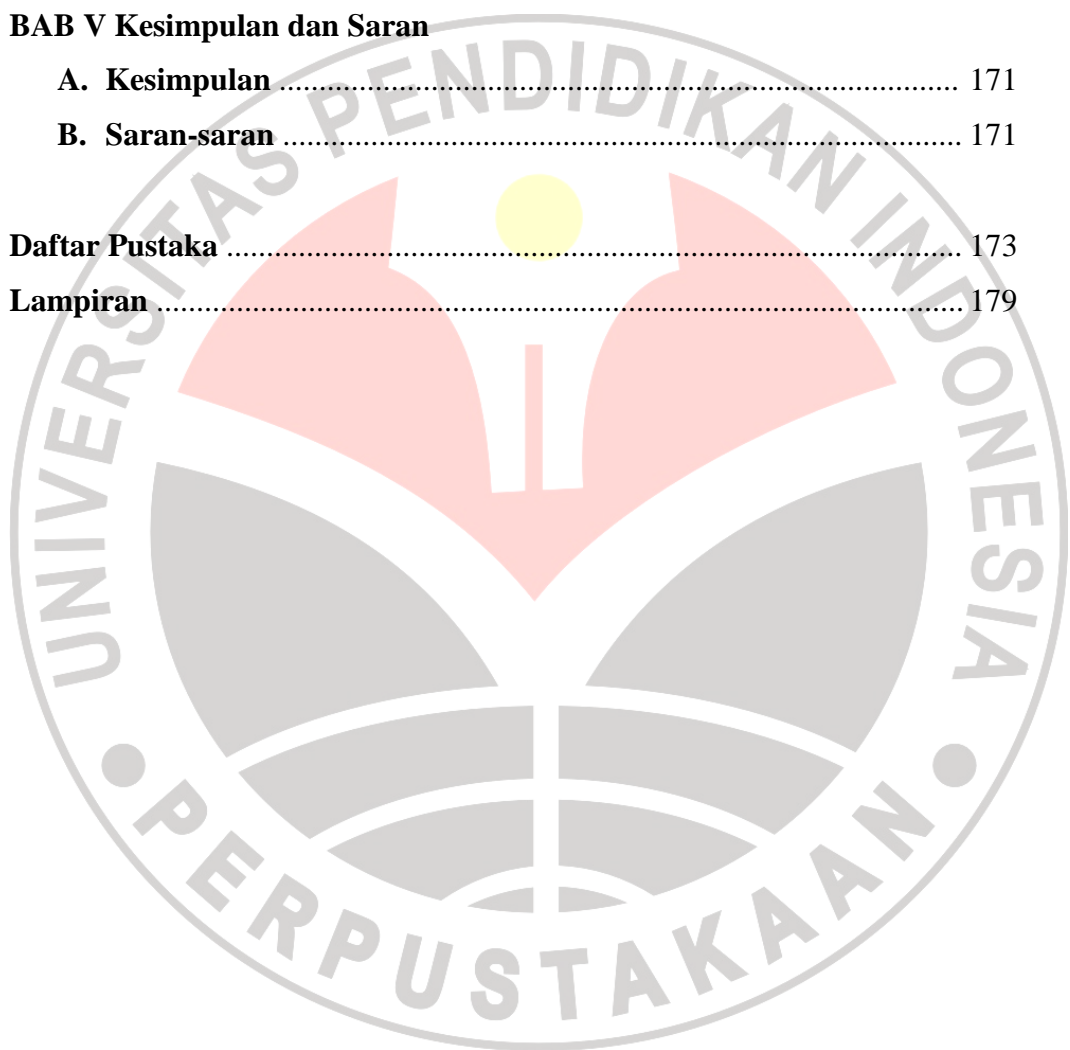 BAB V Kesimpulan dan Saran
A. Kesimpulan ........................................................................ 171
B. Saran-saran ........................................................................ 171
Daftar Pustaka ........................................................................ 173
Lampiran ........................................................................ 179
UNIVERSITAS PENDIDIKAN INDONESIA
PERPUSTAKAAN